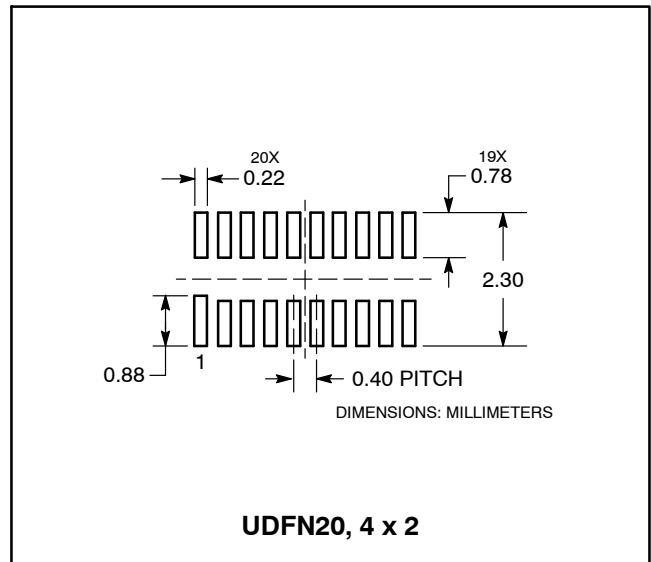 20X
0.22
19X
0.78
2.30
0.88
1
0.40 PITCH
DIMENSIONS: MILLIMETERS
UDFN20, 4 x 2